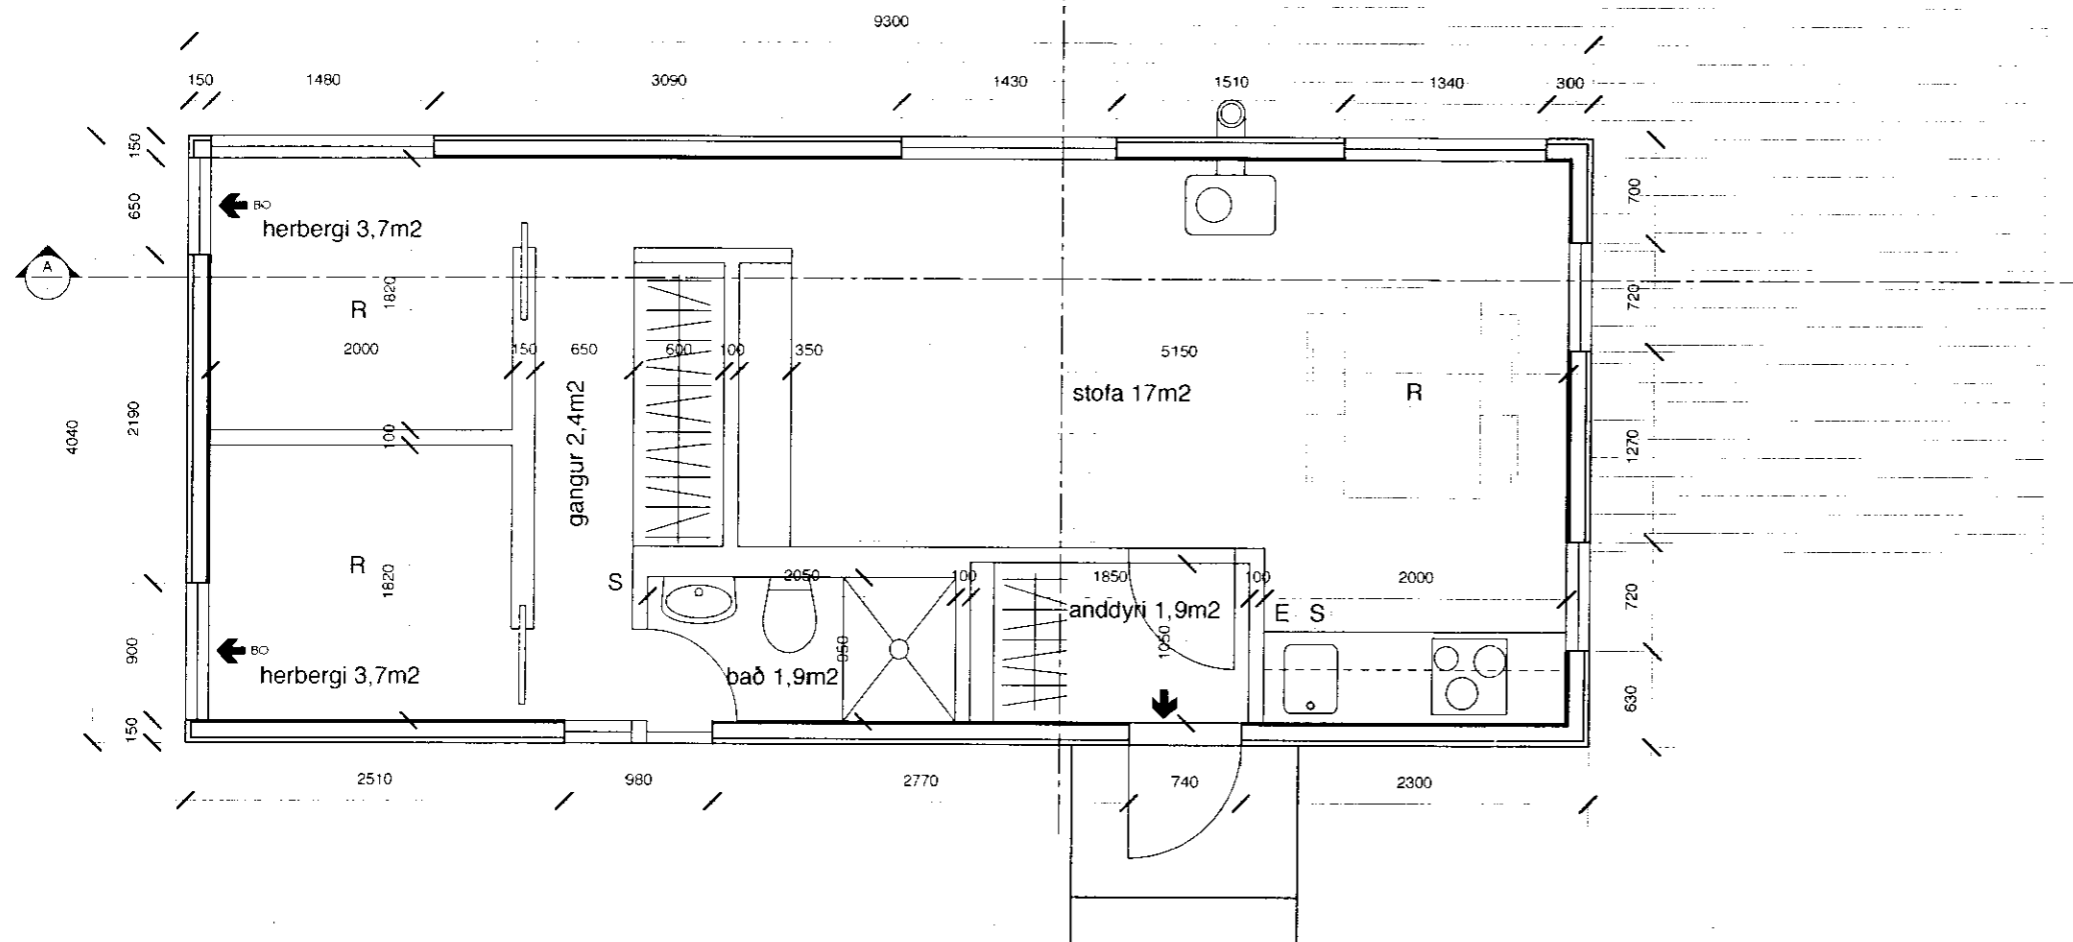 9300
150 1480 3090 1430 1510 1340 300
150
650
2190
4040
900
150
700
720
1270
720
630
BO
herbergi 3,7m2
A
R
1820
2000 150 650 600 100 350 5150
stofa 17m2
R
100
gangur 2,4m2
R
1820
S
2050 100 1850 100 2000
anddyri 1,9m2
E S
950
1050
BO
herbergi 3,7m2
bað 1,9m2
2510 980 2770 740 2300